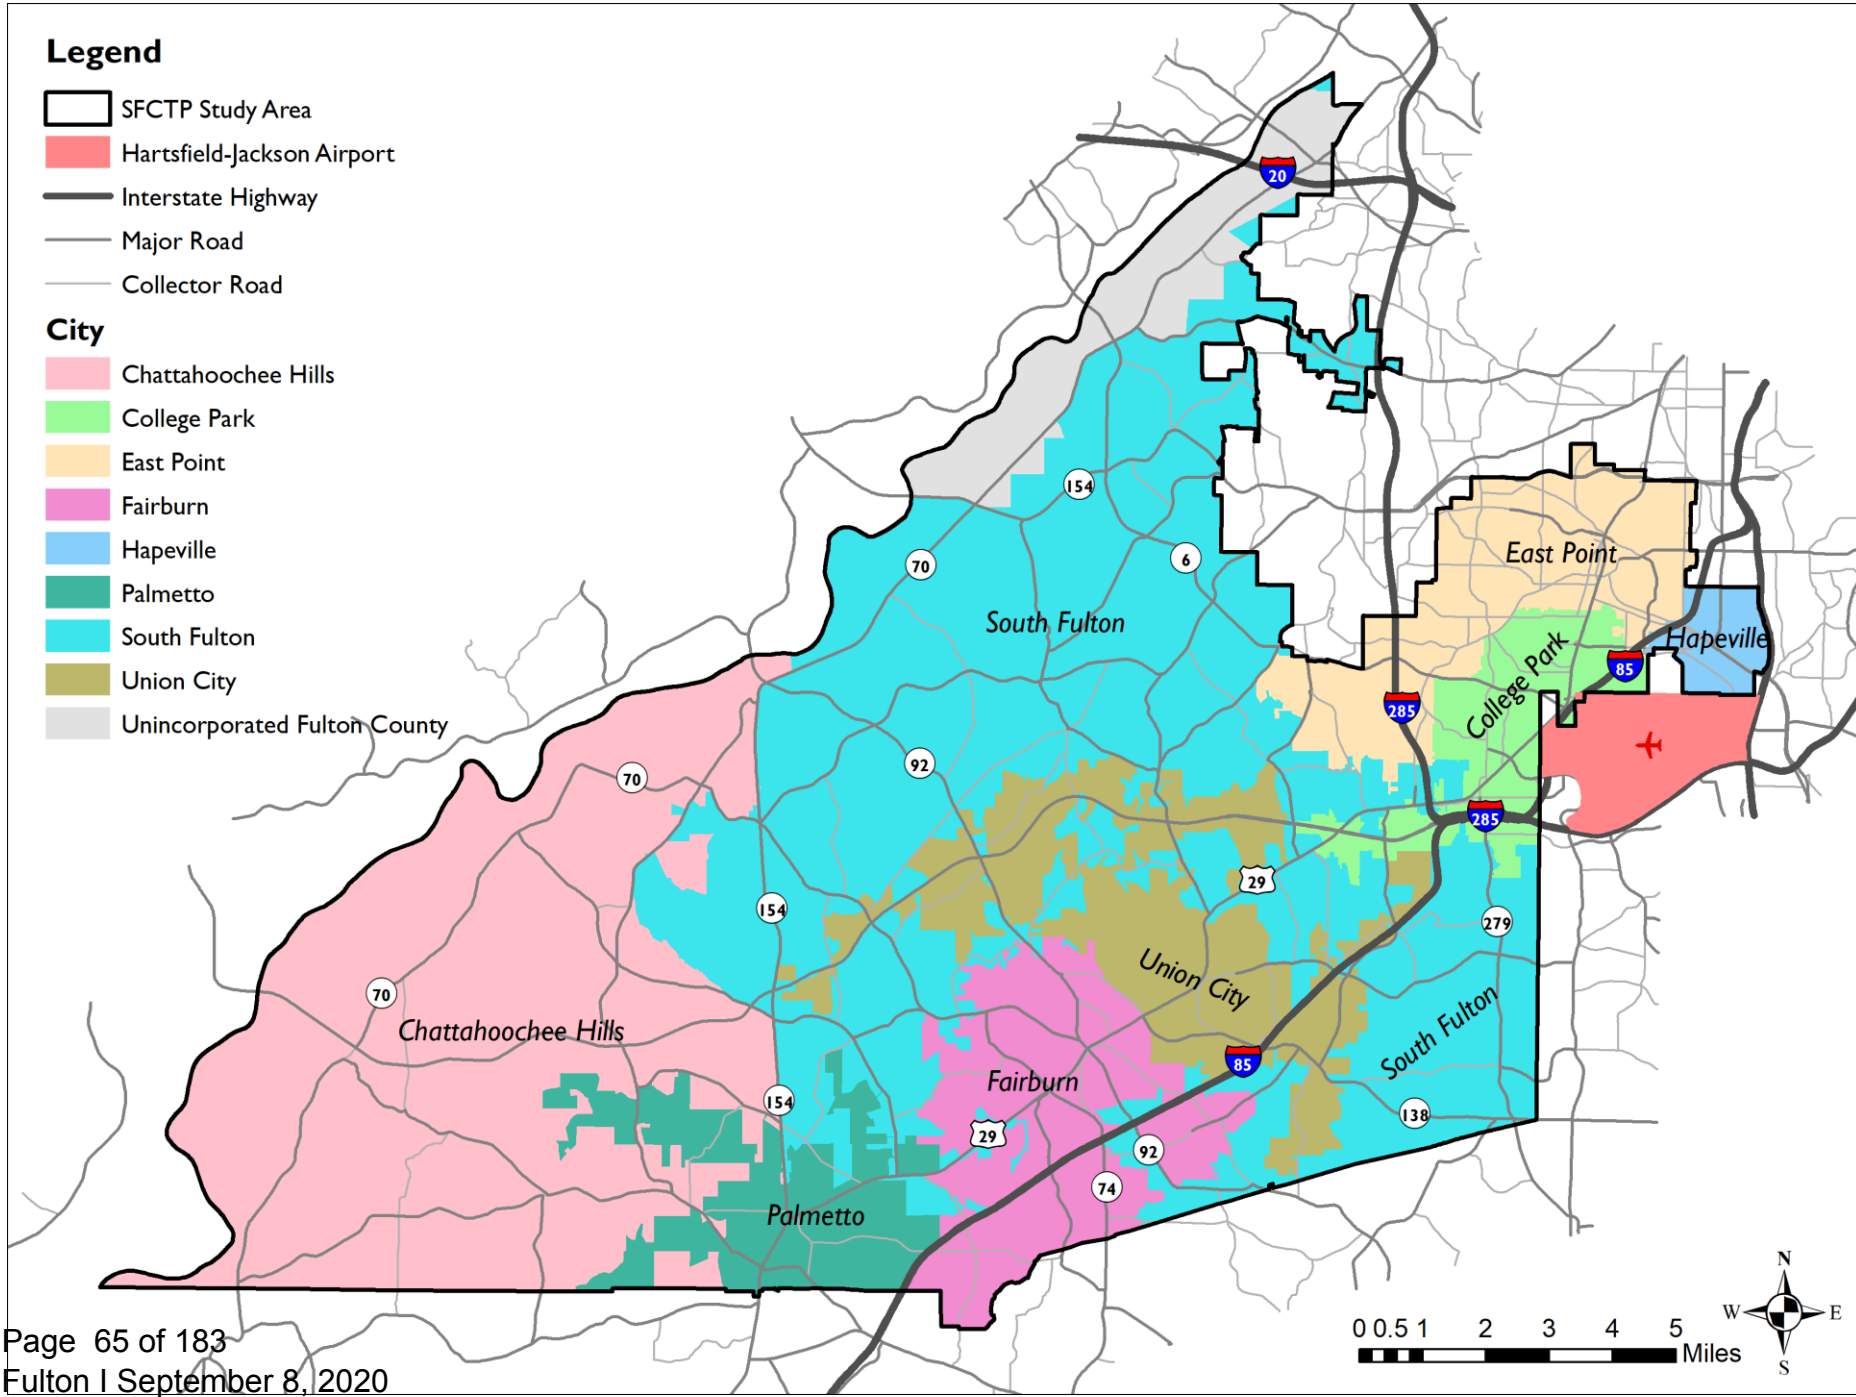 Legend
SFCTP Study Area
Hartsfield-Jackson Airport
Interstate Highway
Major Road
Collector Road
City
Chattahoochee Hills
College Park
East Point
Fairburn
Hapeville
Palmetto
South Fulton
Union City
Unincorporated Fulton County
20
154
70
6
South Fulton
East Point
Hapeville
College Park
85
285
92
70
285
29
154
279
70
Union City
Chattahoochee Hills
South Fulton
85
Fairburn
154
138
29
92
74
Palmetto
N
W E
S
0 0.5 1 2 3 4 5
Miles
Page 65 of 183
Fulton I September 8, 2020